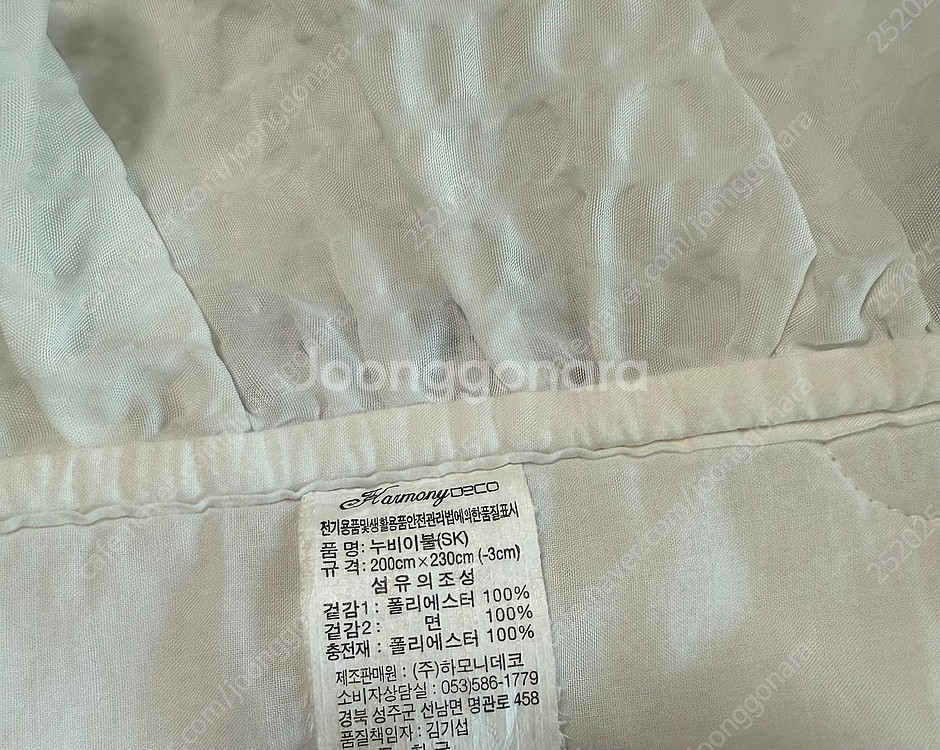 Joonggonara
Harmony DECO
전기용품및생활용품안전관리법에의한품질표시
품 명: 누비이불(SK)
규 격: 200cm×230cm (-3cm)
섬유의조성
겉감1 : 폴리에스터 100%
겉감2 : 면 100%
충전재 : 폴리에스터 100%
제조판매원 : (주)하모니데코
소비자상담실 : 053)586-1779
경북 성주군 선남면 명관로 458
품질책임자 : 김기섭